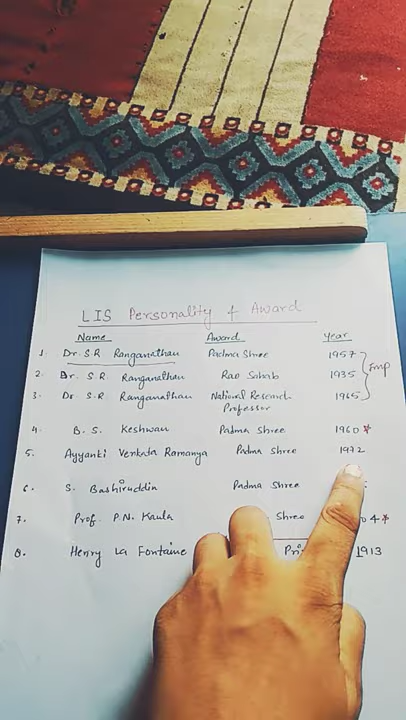 LIS Personality & Award
Name Award Year
1. Dr. S.R Ranganathan Padma Shree 1957
2. Dr. S.R Ranganathan Rao Sahab 1935 Imp
3. Dr. S.R Ranganathan National Research 1965
Professor
4. B.S. Keshwan Padma Shree 1960*
5. Ayyanki Venkata Ramanya Padma Shree 1972
6. S. Bashiruddin Padma Shree
7. Prof. P.N. Kaula Shree 04*
8. Henry La Fontaine 1913